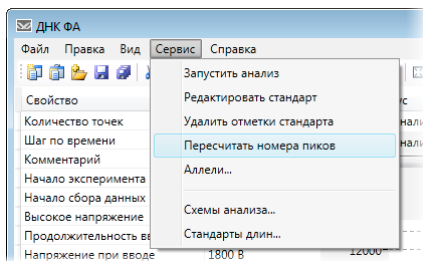 ДНК ФА
Файл Правка Вид Сервис Справка
Запустить анализ
Редактировать стандарт
Удалить отметки стандарта
Пересчитать номера пиков
Аллели...
Схемы анализа...
Стандарты длин...
Свойство
Количество точек
Шаг по времени
Комментарий
Начало эксперимента
Начало сбора данных
Высокое напряжение
Продолжительность
Напряжение при вводе 1800 В 12000